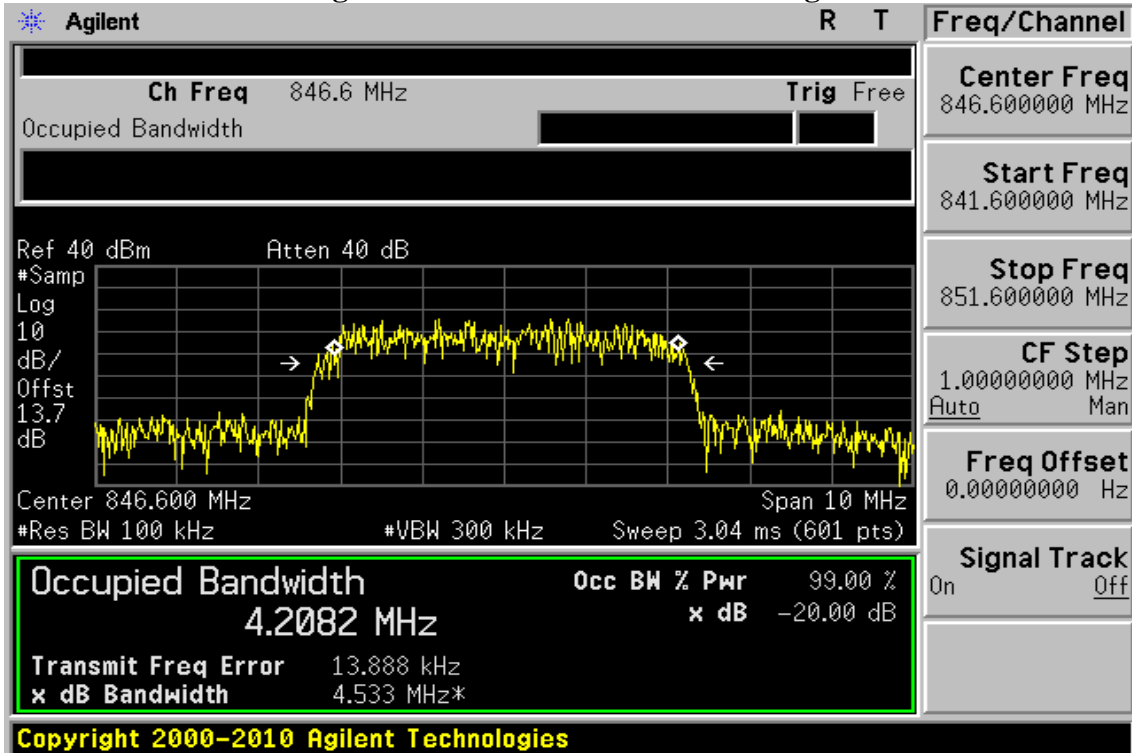 Agilent R T Freq/Channel
Ch Freq 846.6 MHz Trig Free
Occupied Bandwidth
Center Freq
846.600000 MHz
Start Freq
841.600000 MHz
Stop Freq
851.600000 MHz
CF Step
1.00000000 MHz
Auto Man
Freq Offset
0.00000000 Hz
Signal Track
On Off
Ref 40 dBm Atten 40 dB
#Samp
Log
10
dB/
Offst
13.7
dB
Center 846.600 MHz Span 10 MHz
#Res BW 100 kHz #VBW 300 kHz Sweep 3.04 ms (601 pts)
Occupied Bandwidth Occ BW % Pwr 99.00 %
4.2082 MHz x dB -20.00 dB
Transmit Freq Error 13.888 kHz
x dB Bandwidth 4.533 MHz*
Copyright 2000-2010 Agilent Technologies